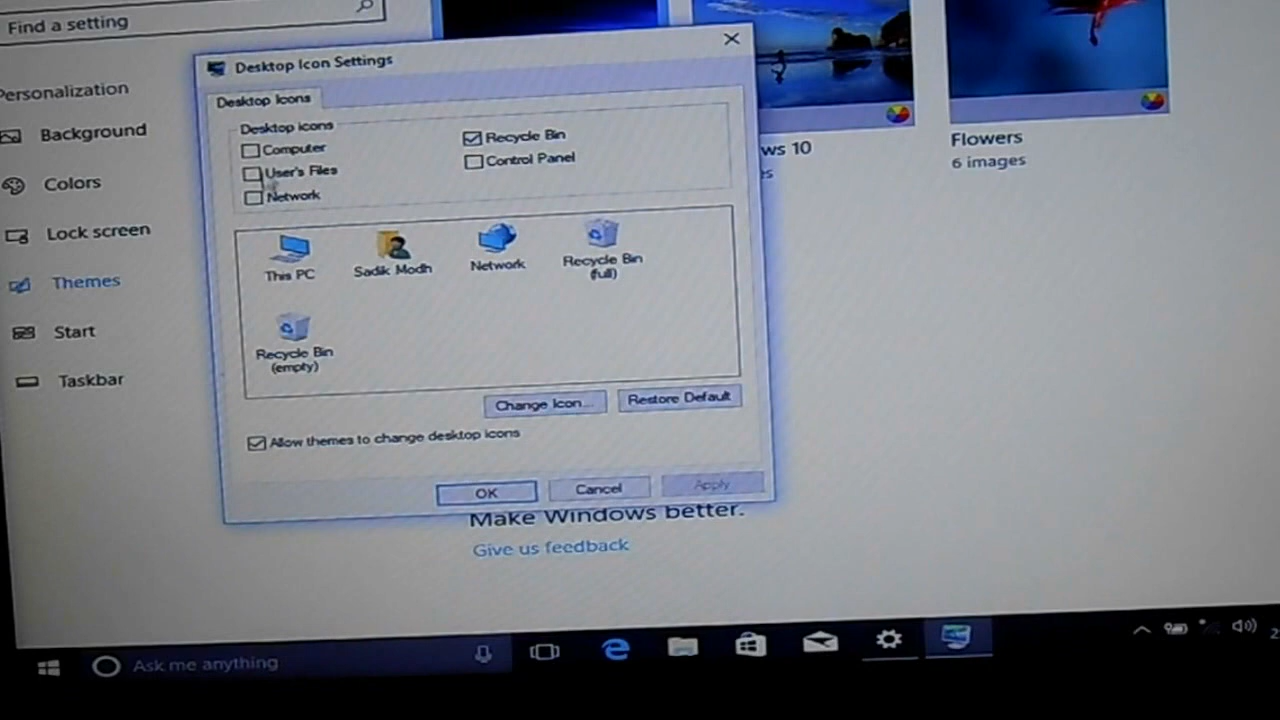 Find a setting
Personalization
Background
Colors
Lock screen
Themes
Start
Taskbar
Desktop Icon Settings
Desktop Icons
Desktop icons
Computer
Recycle Bin
User's Files
Control Panel
Network
This PC
Sadik Modh
Network
Recycle Bin
(full)
Recycle Bin
(empty)
Change Icon...
Restore Default
Allow themes to change desktop icons
OK
Cancel
Apply
ws 10
Flowers
6 images
Make Windows better.
Give us feedback
Ask me anything